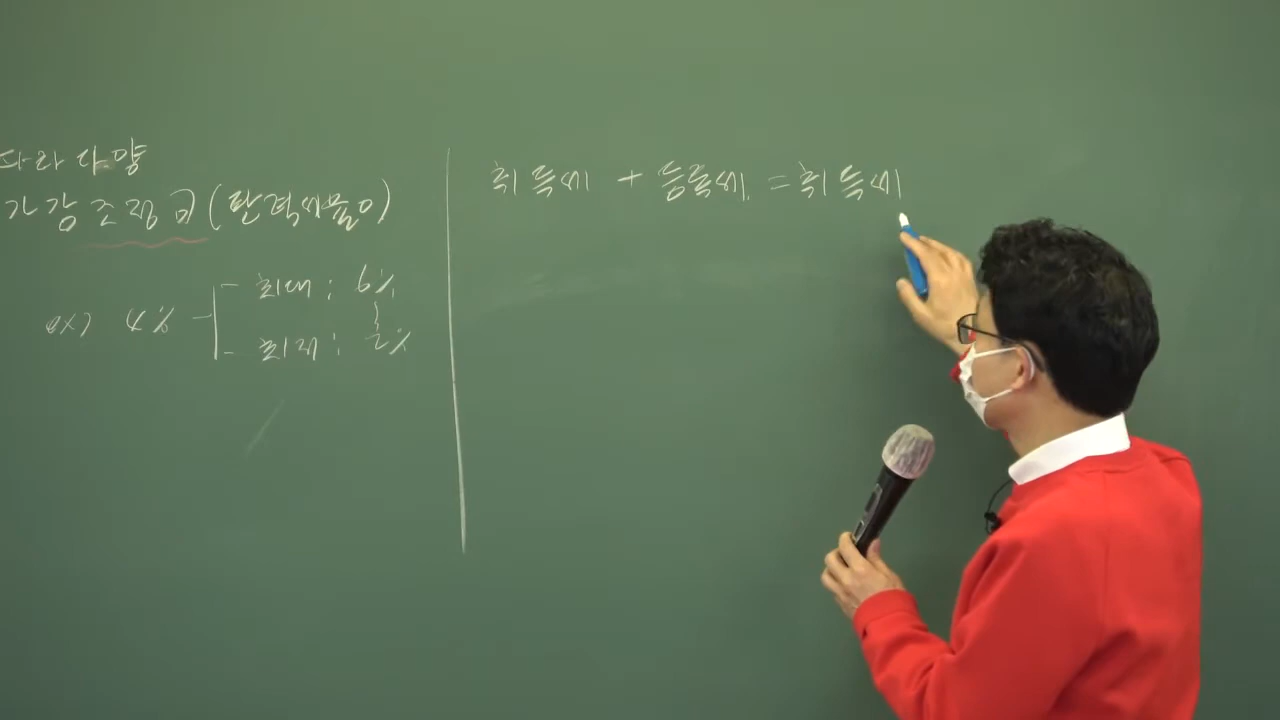 따라 다양
가감조정 可 (탄력세율 O)
ex) 4%
최대 : 6%
최저 : 2%
취득세 + 등록세 = 취득세